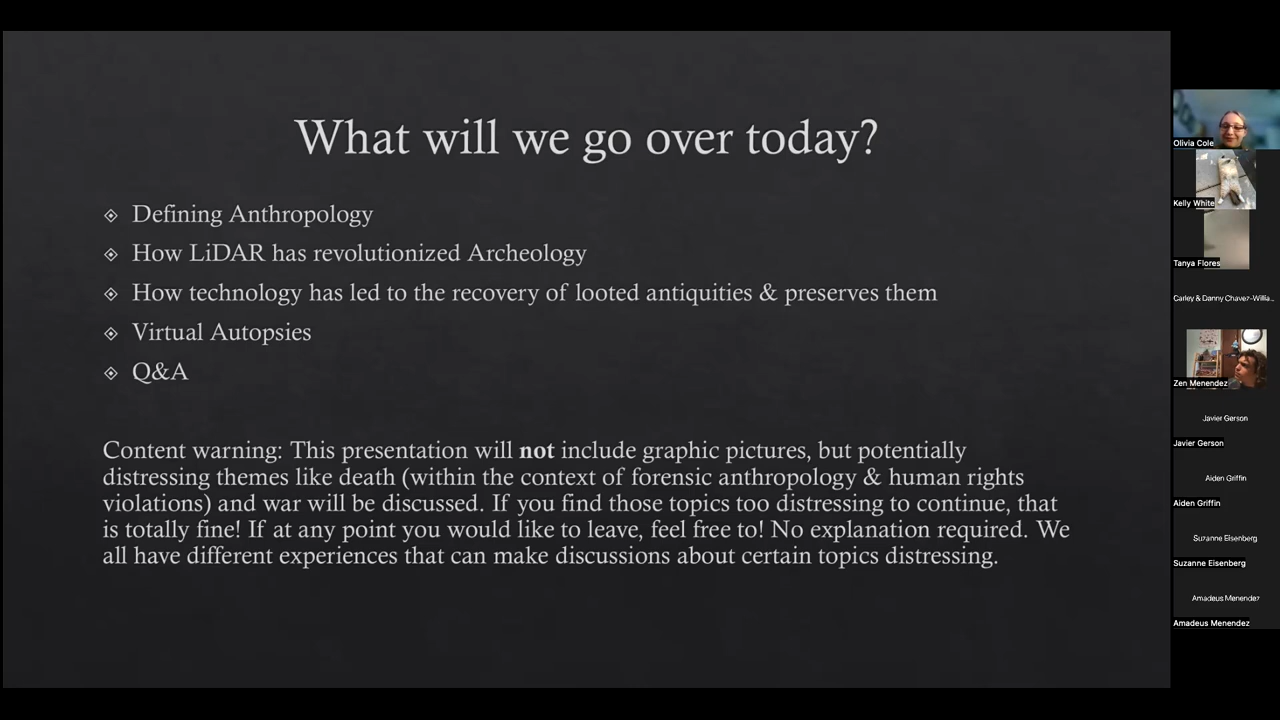 What will we go over today?
Defining Anthropology
How LiDAR has revolutionized Archeology
How technology has led to the recovery of looted antiquities & preserves them
Virtual Autopsies
Q&A
Content warning: This presentation will not include graphic pictures, but potentially
distressing themes like death (within the context of forensic anthropology & human rights
violations) and war will be discussed. If you find those topics too distressing to continue, that
is totally fine! If at any point you would like to leave, feel free to! No explanation required. We
all have different experiences that can make discussions about certain topics distressing.
Olivia Cole
Kelly White
Tanya Flores
Carley & Danny Chavez-Willia...
Zen Menendez
Javier Gerson
Javier Gerson
Aiden Griffin
Aiden Griffin
Suzanne Eisenberg
Suzanne Eisenberg
Amadeus Menendez
Amadeus Menendez